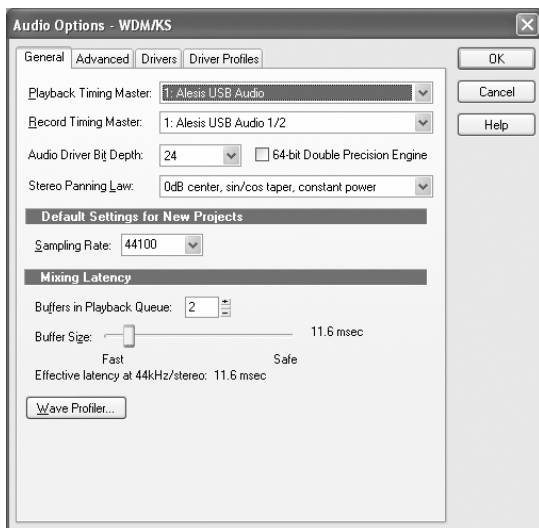 Audio Options - WDM/KS
General Advanced Drivers Driver Profiles
OK
Cancel
Help
Playback Timing Master: 1: Alesis USB Audio
Record Timing Master: 1: Alesis USB Audio 1/2
Audio Driver Bit Depth: 24 64-bit Double Precision Engine
Stereo Panning Law: 0dB center, sin/cos taper, constant power
Default Settings for New Projects
Sampling Rate: 44100
Mixing Latency
Buffers in Playback Queue: 2
Buffer Size: 11.6 msec
Fast Safe
Effective latency at 44kHz/stereo: 11.6 msec
Wave Profiler...